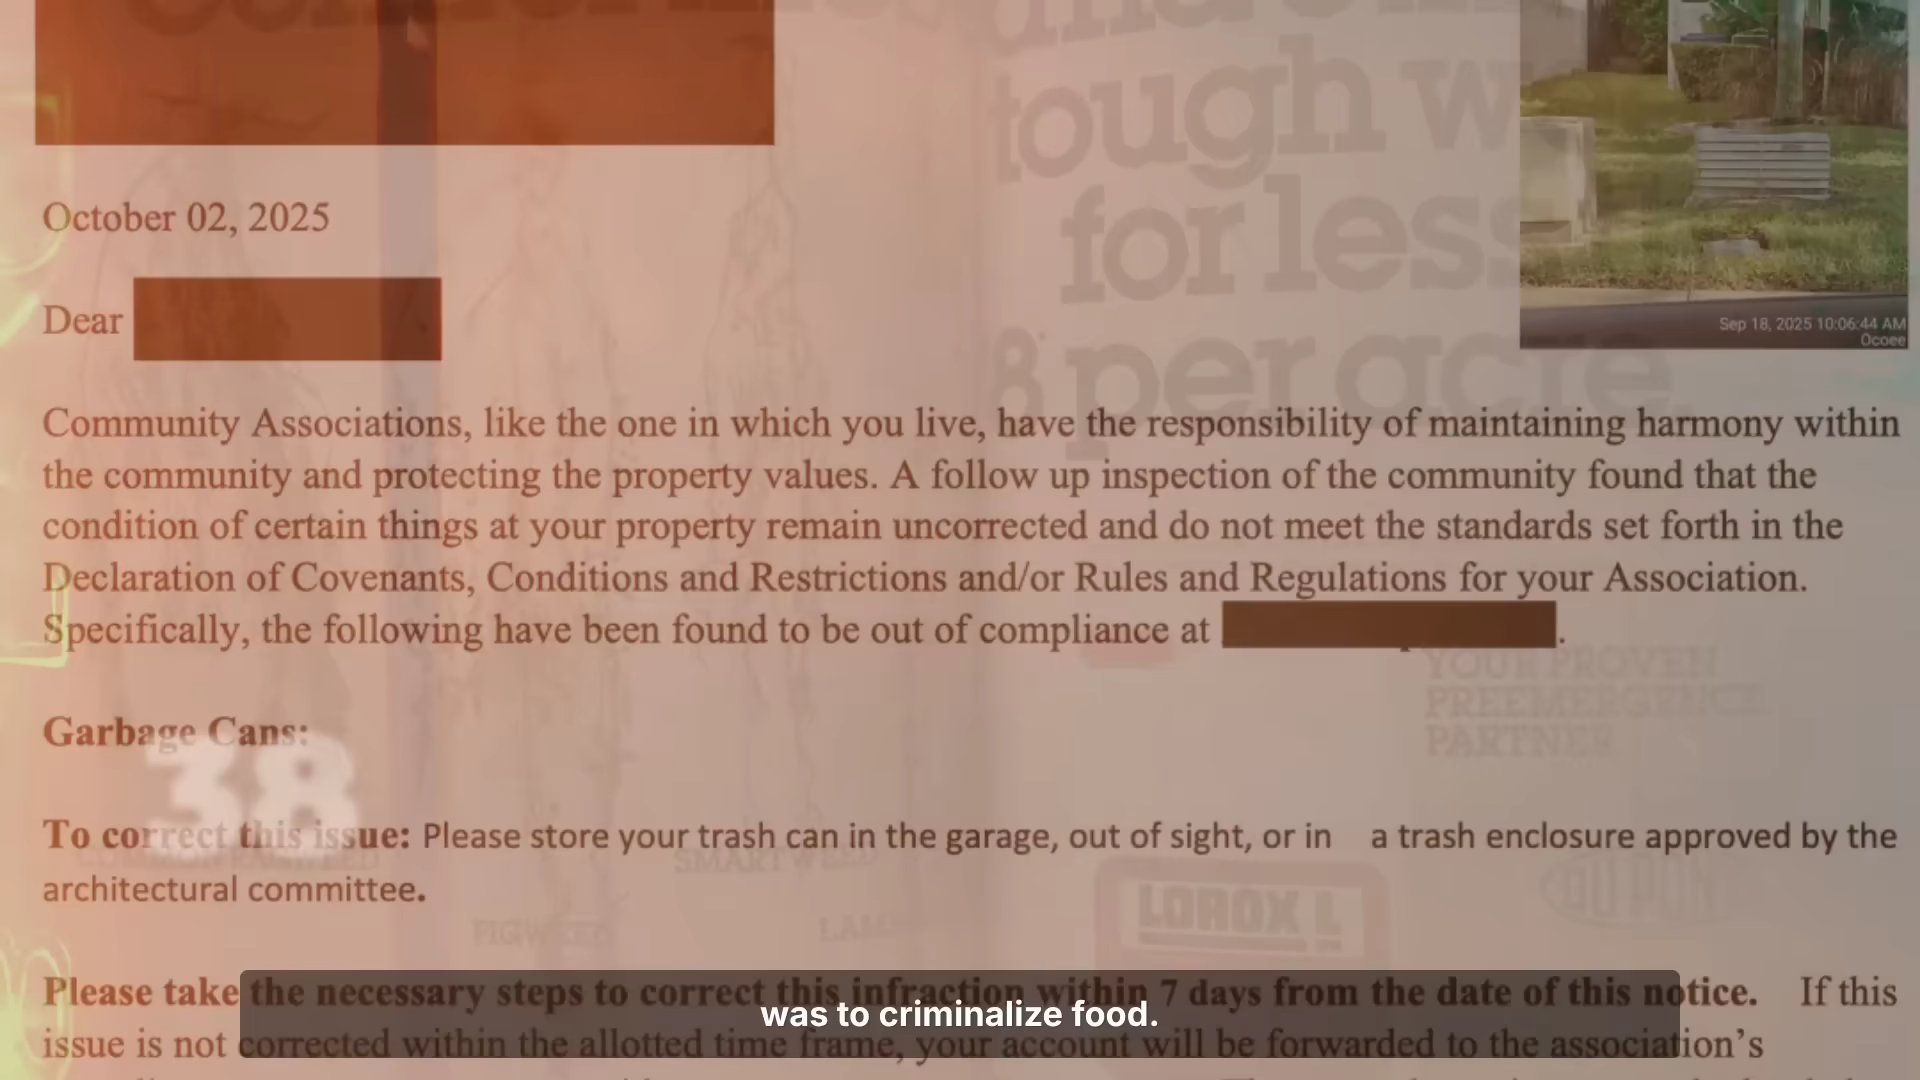 tough w
for less
8 per acre.
Sep 18, 2025 10:06:44 AM
Ocoee
October 02, 2025
Dear
Community Associations, like the one in which you live, have the responsibility of maintaining harmony within
the community and protecting the property values. A follow up inspection of the community found that the
condition of certain things at your property remain uncorrected and do not meet the standards set forth in the
Declaration of Covenants, Conditions and Restrictions and/or Rules and Regulations for your Association.
Specifically, the following have been found to be out of compliance at .
YOUR PROVEN
PREEMERGENCE
PARTNER
Garbage Cans:
38
To correct this issue: Please store your trash can in the garage, out of sight, or in a trash enclosure approved by the
architectural committee.
COMMON RAGWEED
SMARTWEED
PIGWEED
LOROX L
DU PONT
Please take the necessary steps to correct this infraction within 7 days from the date of this notice. If this
issue is not corrected within the allotted time frame, your account will be forwarded to the association’s
was to criminalize food.